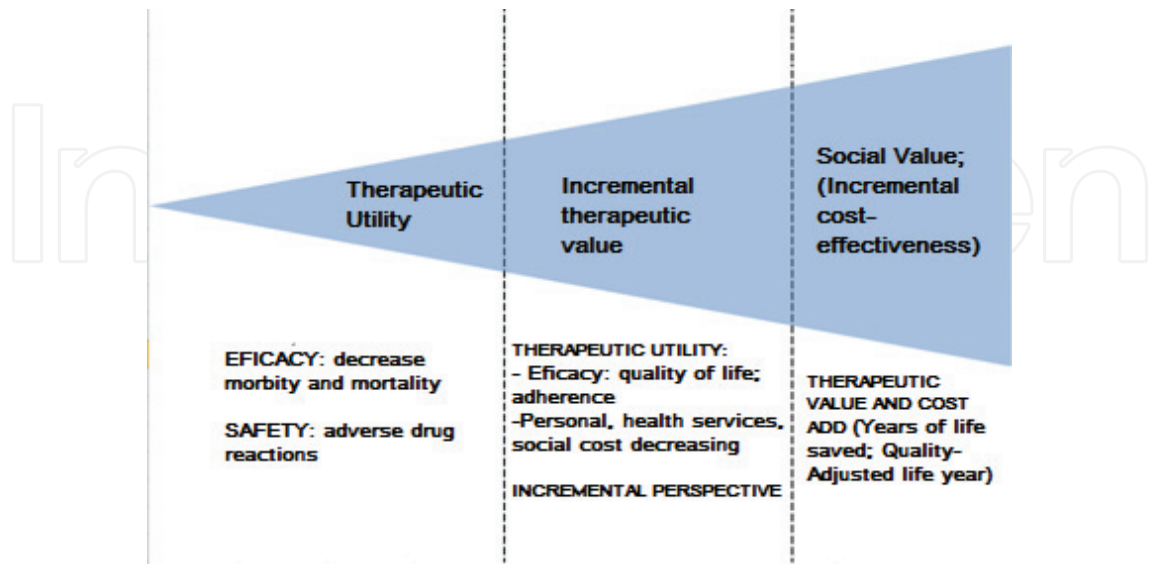 Therapeutic
Utility
Incremental
therapeutic
value
Social Value;
(Incremental
cost-
effectiveness)
EFICACY: decrease
morbity and mortality
SAFETY: adverse drug
reactions
THERAPEUTIC UTILITY:
- Eficacy: quality of life;
adherence
-Personal, health services,
social cost decreasing
INCREMENTAL PERSPECTIVE
THERAPEUTIC
VALUE AND COST
ADD (Years of life
saved; Quality-
Adjusted life year)